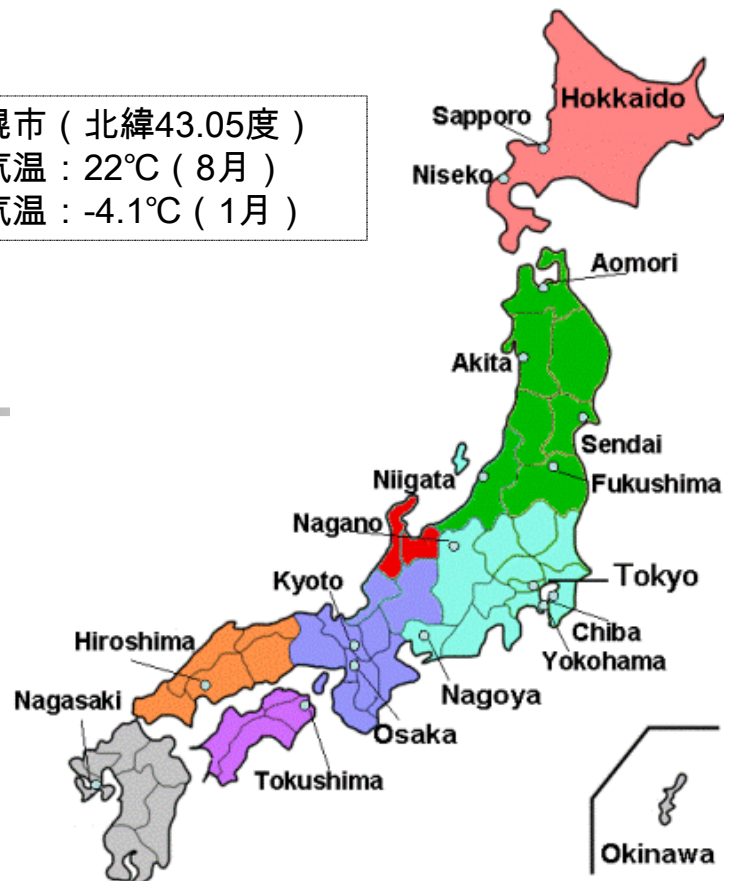 幌市（北緯43.05度）
気温：22℃（8月）
気温：-4.1℃（1月）
Hokkaido
Sapporo
Niseko
Aomori
Akita
Sendai
Niigata
Fukushima
Nagano
Tokyo
Kyoto
Chiba
Hiroshima
Yokohama
Nagasaki
Nagoya
Osaka
Tokushima
Okinawa